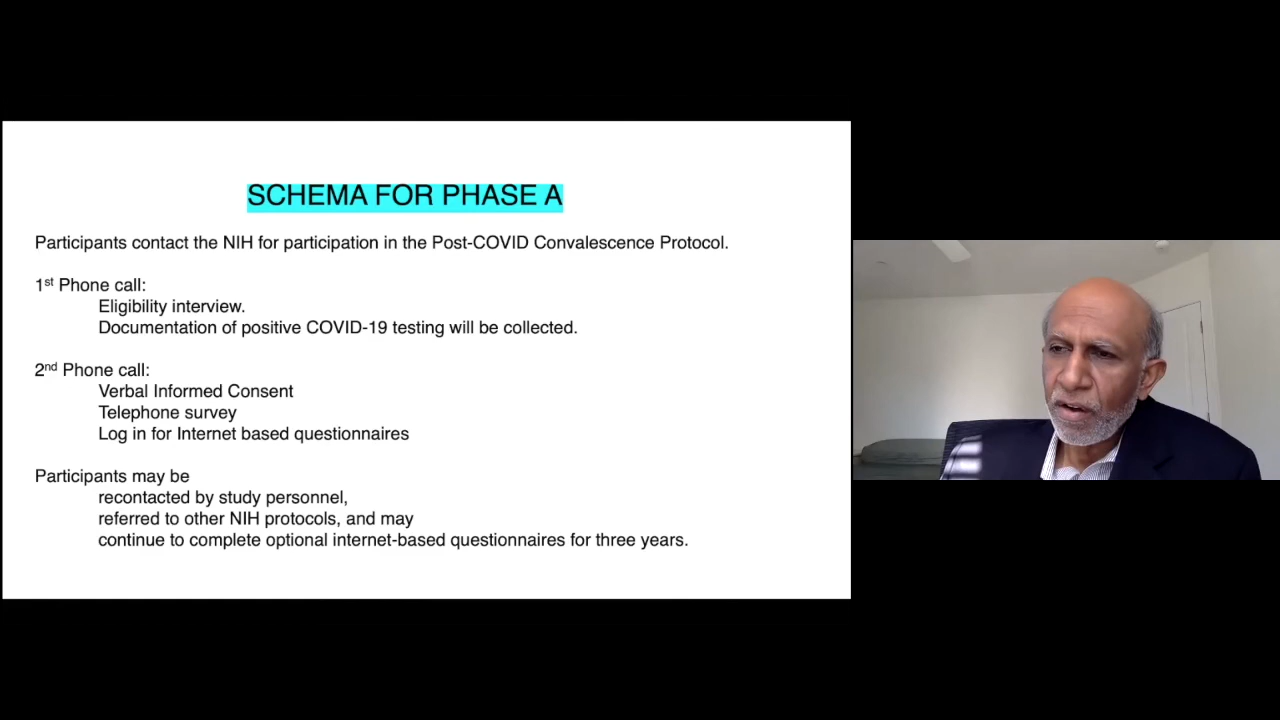 SCHEMA FOR PHASE A
Participants contact the NIH for participation in the Post-COVID Convalescence Protocol.
1st Phone call:
Eligibility interview.
Documentation of positive COVID-19 testing will be collected.
2nd Phone call:
Verbal Informed Consent
Telephone survey
Log in for Internet based questionnaires
Participants may be
recontacted by study personnel,
referred to other NIH protocols, and may
continue to complete optional internet-based questionnaires for three years.